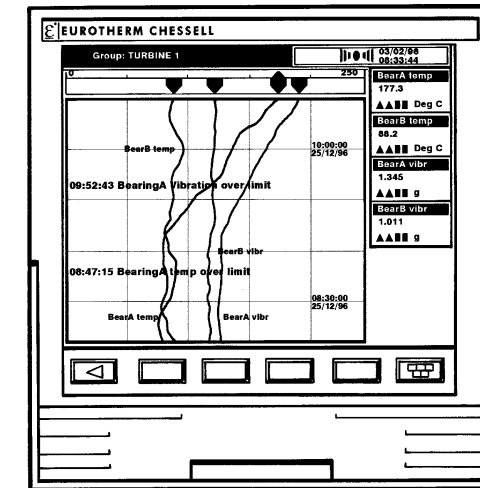 EUROTHERM CHESSELL
Group: TURBINE 1
03/02/96
08:33:44
0
250
BearA temp
177.3
Deg C
BearB temp
88.2
Deg C
BearA vibr
1.345
g
BearB vibr
1.011
g
10:00:00
25/12/96
BearB temp
09:52:43 BearingA Vibration over limit
BearB vibr
08:47:15 BearingA temp over limit
08:30:00
25/12/96
BearA temp
BearA vibr